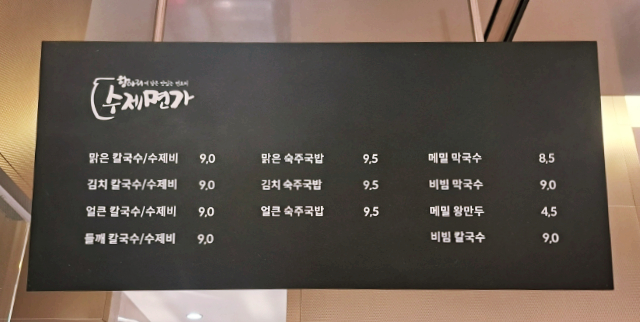 수제면가
맑은 칼국수/수제비 9,0
김치 칼국수/수제비 9,0
얼큰 칼국수/수제비 9,0
들깨 칼국수/수제비 9,0
맑은 숙주국밥 9,5
김치 숙주국밥 9,5
얼큰 숙주국밥 9,5
메밀 막국수 8,5
비빔 막국수 9,0
메밀 왕만두 4,5
비빔 칼국수 9,0